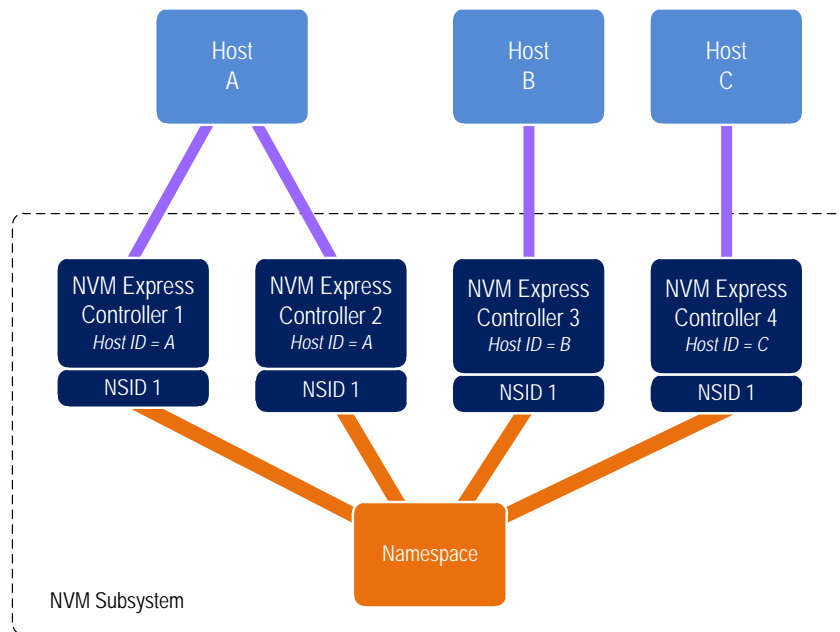 Host
A
Host
B
Host
C
NVM Express
Controller 1
Host ID = A
NVM Express
Controller 2
Host ID = A
NVM Express
Controller 3
Host ID = B
NVM Express
Controller 4
Host ID = C
NSID 1
NSID 1
NSID 1
NSID 1
Namespace
NVM Subsystem